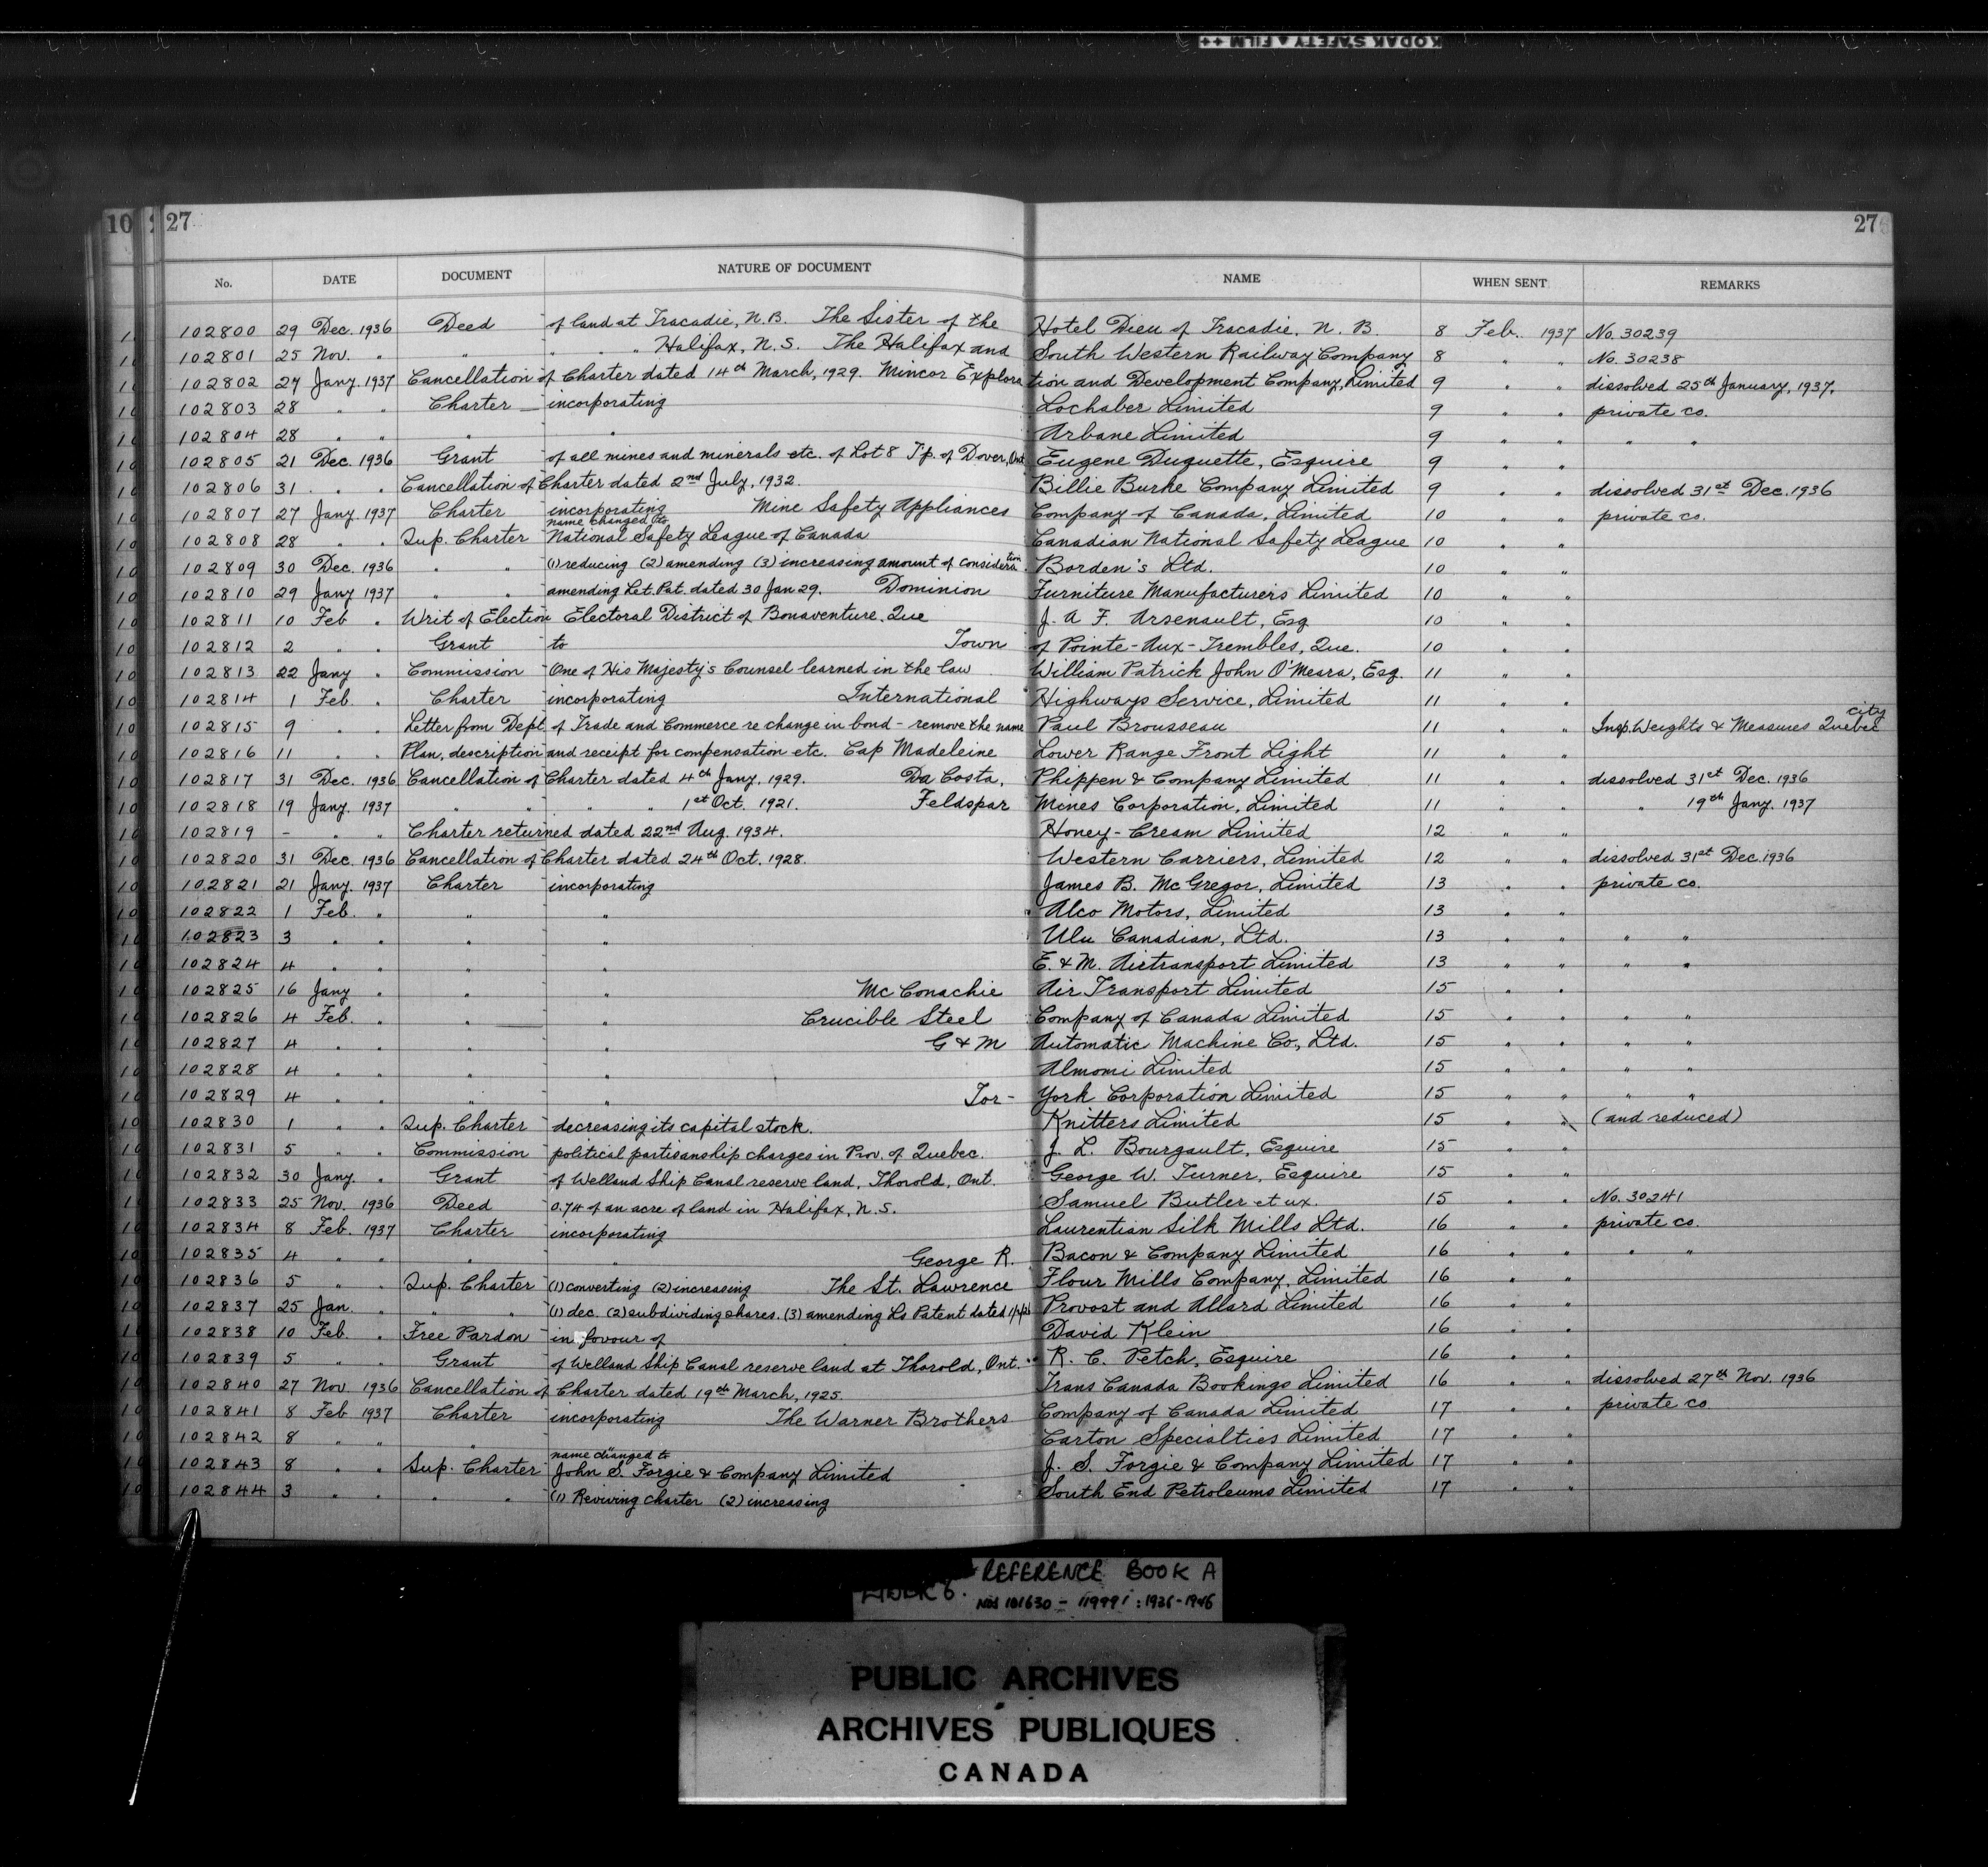 KODAK SAFETY FILM ++
10 27 27
No. DATE DOCUMENT NATURE OF DOCUMENT NAME WHEN SENT REMARKS
102800 29 Dec. 1936 Deed of land at Tracadie, N.B. The Sister of the Hotel Dieu of Tracadie. N. B. 8 Feb. 1937 No. 30239
102801 25 Nov. " " " " " Halifax, N.S. The Halifax and South Western Railway Company 8 " " No. 30238
102802 27 Jany. 1937 Cancellation of Charter dated 14th March, 1929. Mincor Exploration and Development Company, Limited 9 " " dissolved 25th January, 1937.
102803 28 " " Charter incorporating Lochaber Limited 9 " " private co.
102804 28 " " " " Arbane Limited 9 " " " "
102805 21 Dec. 1936 Grant of all mines and minerals etc. of Lot 8 Tp. of Dover, Ont Eugene Duquette, Esquire 9 " "
102806 31 " " Cancellation of Charter dated 2nd July, 1932. Billie Burke Company Limited 9 " " dissolved 31st Dec. 1936
102807 27 Jany. 1937 Charter incorporating Mine Safety Appliances Company of Canada, Limited 10 " " private co.
102808 28 " " Sup. Charter name changed to National Safety League of Canada Canadian National Safety League 10 " "
102809 30 Dec. 1936 " " (1) reducing (2) amending (3) increasing amount of consideration Borden's Ltd. 10 " "
102810 29 Jany 1937 " " amending Let. Pat. dated 30 Jan 29. Dominion Furniture Manufacturers Limited 10 " "
102811 10 Feb " Writ of Election Electoral District of Bonaventure, Que J. A F. Arsenault, Esq 10 " "
102812 2 " " Grant to Town of Pointe-Aux-Trembles, Que. 10 " "
102813 22 Jany " Commission One of His Majesty's Counsel learned in the law William Patrick John O'Meara, Esq. 11 " "
102814 1 Feb. " Charter incorporating International Highways Service, Limited 11 " "
102815 9 " " Letter from Dept of Trade and Commerce re change in bond - remove the name Paul Brousseau 11 " " Insp. Weights & Measures Quebec city
102816 11 " " Plan, description and receipt for compensation etc. Cap Madeleine Lower Range Front Light 11 " "
102817 31 Dec. 1936 Cancellation of Charter dated 4th Jany. 1929. Da Costa, Phippen & Company Limited 11 " " dissolved 31st Dec. 1936
102818 19 Jany. 1937 " " " " 1st Oct. 1921. Feldspar Mines Corporation, Limited 11 " " " 19th Jany. 1937
102819 - " " Charter returned dated 22nd Aug. 1934. Honey-Cream Limited 12 " "
102820 31 Dec. 1936 Cancellation of Charter dated 24th Oct. 1928. Western Carriers, Limited 12 " " dissolved 31st Dec. 1936
102821 21 Jany. 1937 Charter incorporating James B. McGregor, Limited 13 " " private co.
102822 1 Feb. " " " Alco Motors, Limited 13 " "
102823 3 " " " " Ulu Canadian, Ltd. 13 " " " "
102824 4 " " " " E. & M. Airtransport Limited 13 " " " "
102825 16 Jany " " " McConachie Air Transport Limited 15 " "
102826 4 Feb. " " " Crucible Steel Company of Canada Limited 15 " " " "
102827 4 " " " " G & M Automatic Machine Co., Ltd. 15 " " " "
102828 4 " " " " Almomi Limited 15 " " " "
102829 4 " " " " Tor- York Corporation Limited 15 " " " "
102830 1 " " Sup. Charter decreasing its capital stock. Knitters Limited 15 " " (and reduced)
102831 5 " " Commission political partisanship charges in Prov. of Quebec. J. L. Bourgault, Esquire 15 " "
102832 30 Jany. " Grant of Welland Ship Canal reserve land, Thorold, Ont. George W. Turner, Esquire 15 " "
102833 25 Nov. 1936 Deed 0.74 of an acre of land in Halifax, N.S. Samuel Butler et ux. 15 " " No. 30241
102834 8 Feb. 1937 Charter incorporating Laurentian Silk Mills Ltd. 16 " " private co.
102835 4 " " " " George R. Bacon & Company Limited 16 " " " "
102836 5 " " Sup. Charter (1) converting (2) increasing The St. Lawrence Flour Mills Company, Limited 16 " "
102837 25 Jan. " " " (1) dec. (2) subdividing shares. (3) amending Ls Patent dated Provost and Allard Limited 16 " "
102838 10 Feb. " Free Pardon in favour of David Klein 16 " "
102839 5 " " Grant of Welland Ship Canal reserve land at Thorold, Ont. R. C. Petch, Esquire 16 " "
102840 27 Nov. 1936 Cancellation of Charter dated 19th March, 1925. Trans Canada Bookings Limited 16 " " dissolved 27th Nov. 1936
102841 8 Feb 1937 Charter incorporating The Warner Brothers Company of Canada Limited 17 " " private co
102842 8 " " " " Carton Specialties Limited 17 " "
102843 8 " " Sup. Charter name changed to John S. Forgie & Company Limited J. S. Forgie & Company Limited 17 " "
102844 3 " " " " (1) Reviving charter (2) increasing South End Petroleums Limited 17 " "
REFERENCE BOOK A
NOS 101630 - 119991 : 1936-1946
PUBLIC ARCHIVES
ARCHIVES PUBLIQUES
CANADA